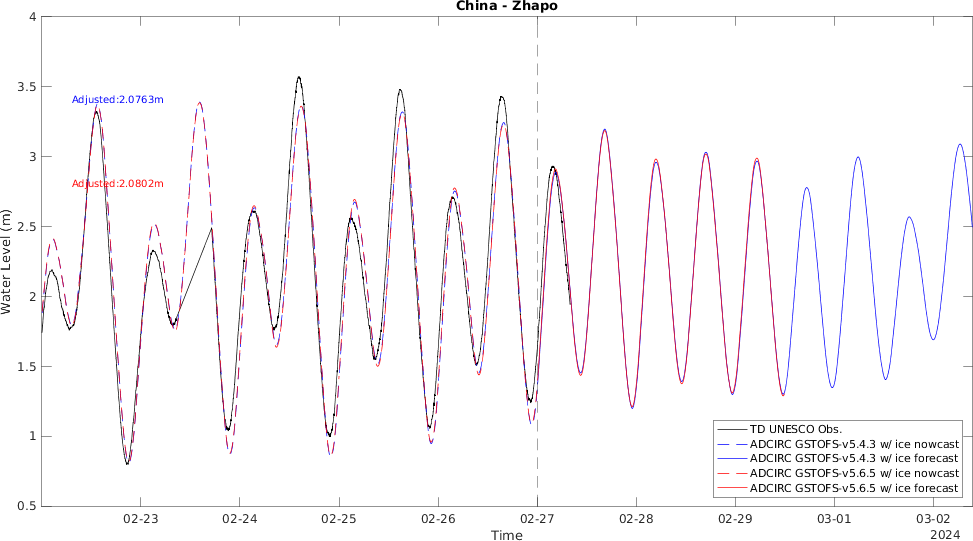 China - Zhapo
4
3.5
3
2.5
2
1.5
1
0.5
Water Level (m)
Adjusted:2.0763m
Adjusted:2.0802m
TD UNESCO Obs.
ADCIRC GSTOFS-v5.4.3 w/ ice nowcast
ADCIRC GSTOFS-v5.4.3 w/ ice forecast
ADCIRC GSTOFS-v5.6.5 w/ ice nowcast
ADCIRC GSTOFS-v5.6.5 w/ ice forecast
02-23 02-24 02-25 02-26 02-27 02-28 02-29 03-01 03-02
Time
2024